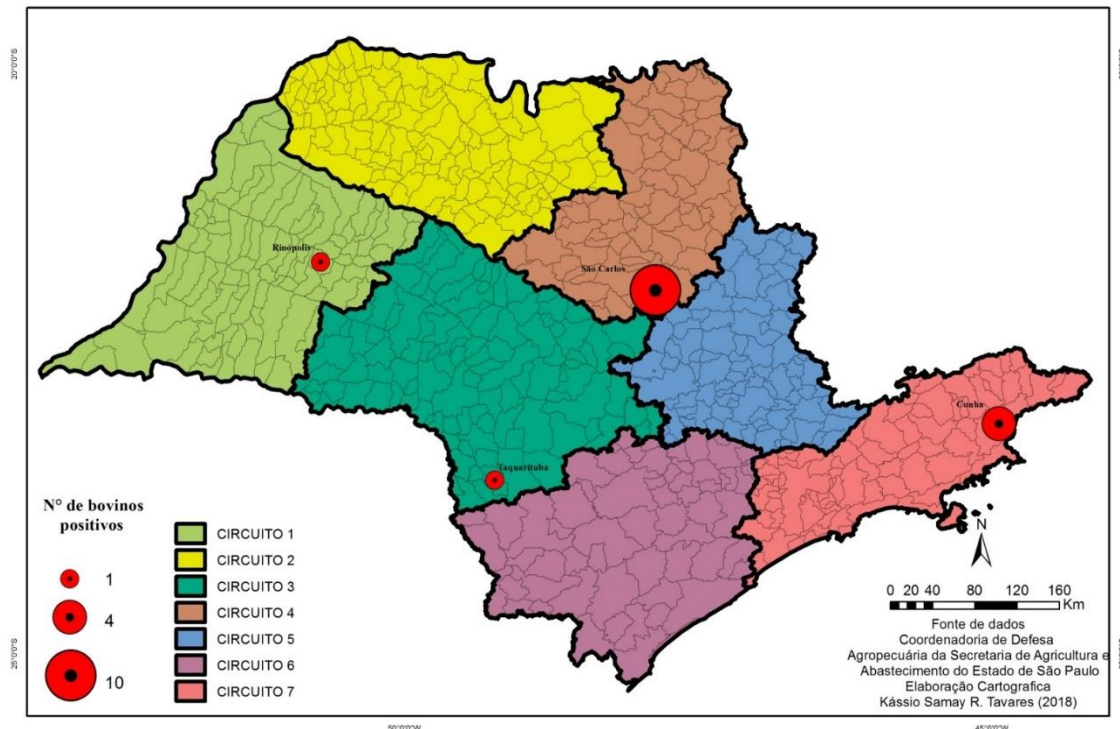 20°0'0"S
Rinópolis
São Carlos
Cunha
Taquarituba
N° de bovinos
positivos
1
4
10
CIRCUITO 1
CIRCUITO 2
CIRCUITO 3
CIRCUITO 4
CIRCUITO 5
CIRCUITO 6
CIRCUITO 7
N
0 20 40 80 120 160
Km
Fonte de dados
Coordenadoria de Defesa
Agropecuária da Secretaria de Agricultura e
Abastecimento do Estado de São Paulo
Elaboração Cartografica
Kássio Samay R. Tavares (2018)
25°0'0"S
50°0'0"W
45°0'0"W